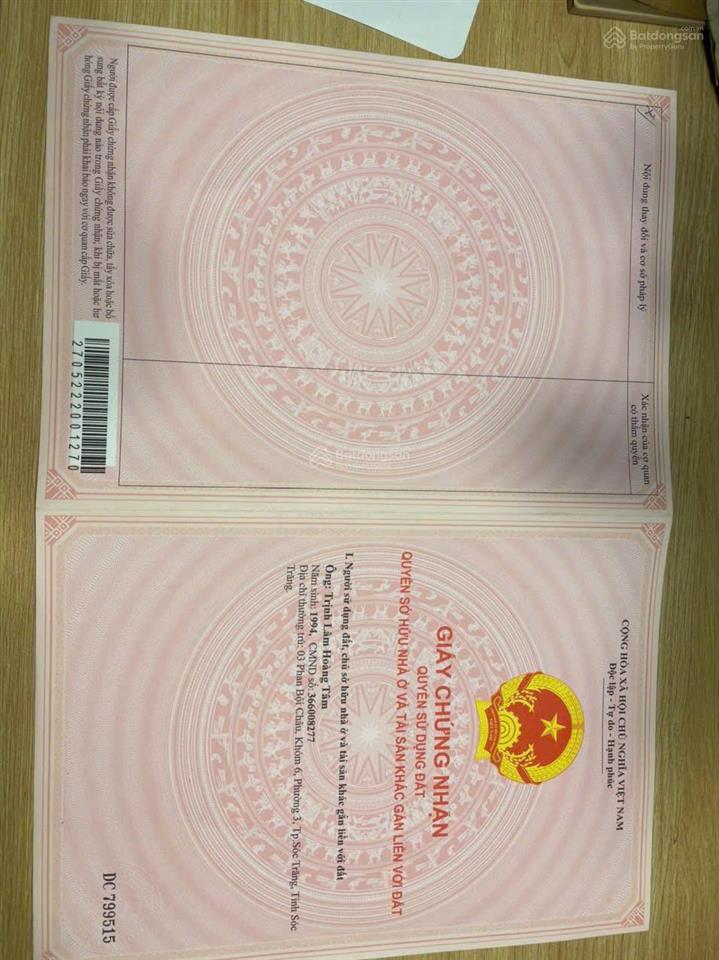 Batdongsan
by PropertyGuru
Nội dung thay đổi và cơ sở pháp lý
Xác nhận của cơ quan
có thẩm quyền
Batdongsan
by PropertyGuru
Người được cấp Giấy chứng nhận không được sửa chữa, tẩy xóa hoặc bổ
sung bất kỳ nội dung nào trong Giấy chứng nhận; khi bị mất hoặc hư
hỏng Giấy chứng nhận phải khai báo ngay với cơ quan cấp Giấy.
2705222001270
CỘNG HÒA XÃ HỘI CHỦ NGHĨA VIỆT NAM
Độc lập - Tự do - Hạnh phúc
GIẤY CHỨNG NHẬN
QUYỀN SỬ DỤNG ĐẤT
QUYỀN SỞ HỮU NHÀ Ở VÀ TÀI SẢN KHÁC GẮN LIỀN VỚI ĐẤT
I. Người sử dụng đất, chủ sở hữu nhà ở và tài sản khác gắn liền với đất
Ông: Trịnh Lâm Hoàng Tâm
Năm sinh: 1994, CMND số: 366008277
Địa chỉ thường trú: 03 Phan Bội Châu, Khóm 6, Phường 3, Tp Sóc Trăng, Tỉnh Sóc
Trăng.
DC 799515